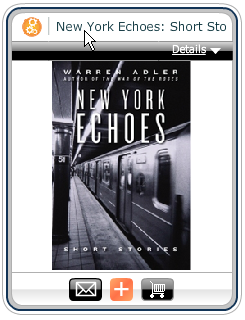 New York Echoes: Short Sto
Details
WARREN ADLER
AUTHOR OF THE WAR OF THE ROSES
NEW YORK
ECHOES
SHORT STORIES